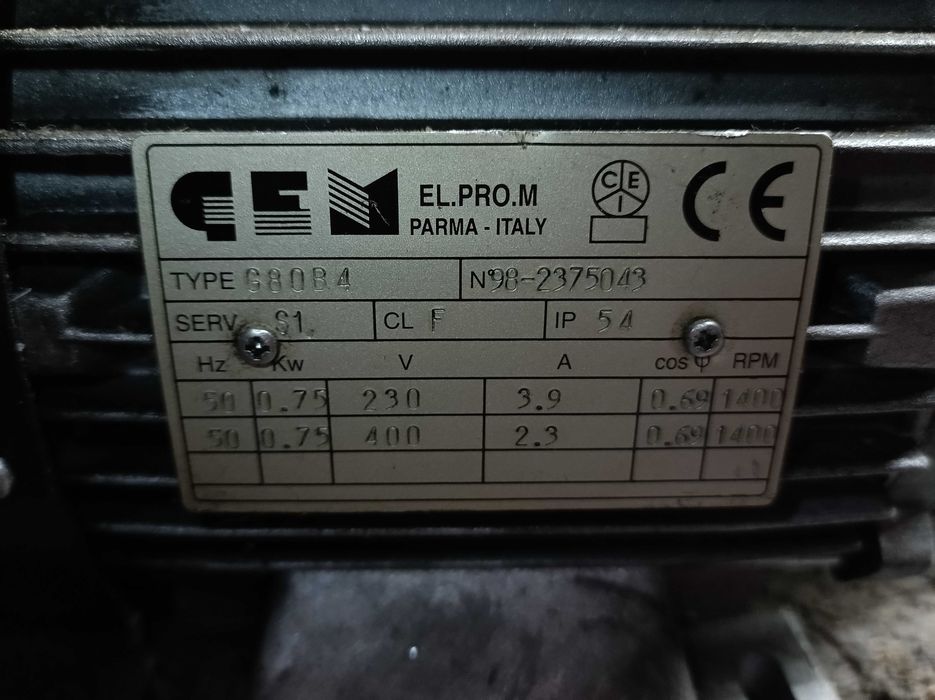 GEM EL.PRO.M CEI CE
PARMA - ITALY
TYPE G80B4 N°98-2375043
SERV. S1 CL F IP 54
Hz Kw V A cos φ RPM
50 0.75 230 3.9 0.69 1400
50 0.75 400 2.3 0.69 1400